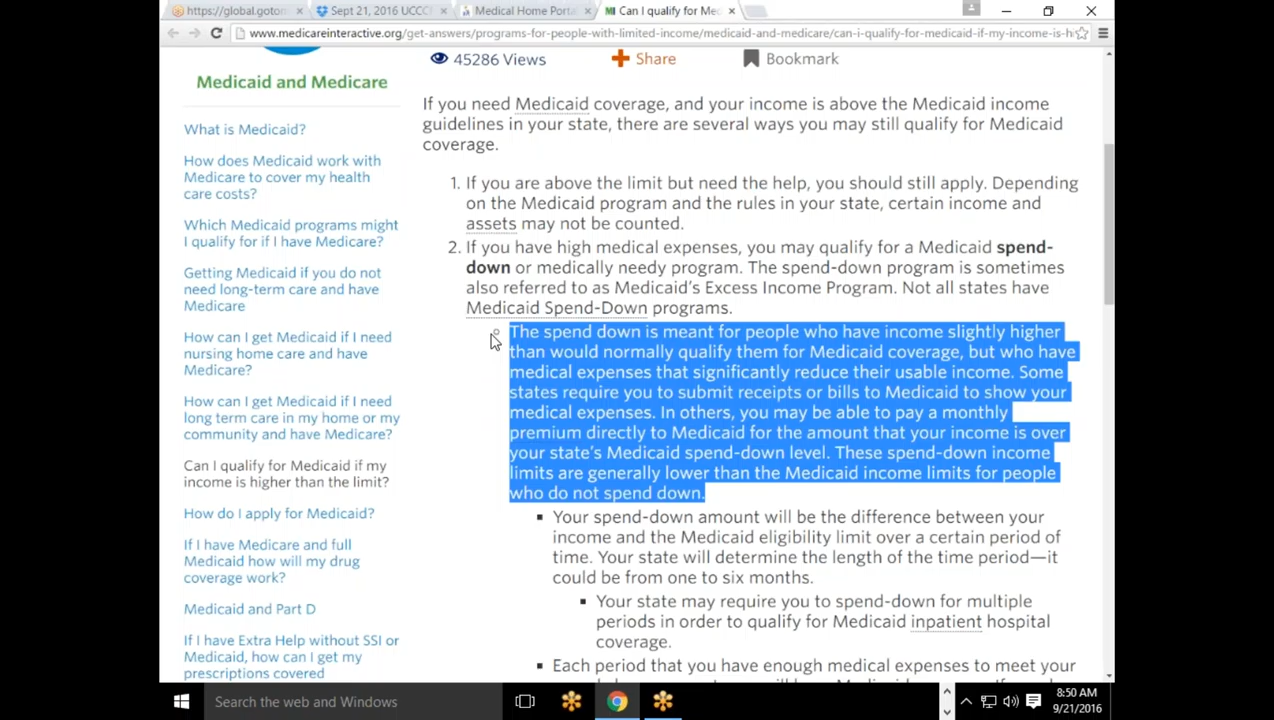 https://global.gotom
Sept 21, 2016 UCCC
Medical Home Porta
Can I qualify for Me
www.medicareinteractive.org/get-answers/programs-for-people-with-limited-income/medicaid-and-medicare/can-i-qualify-for-medicaid-if-my-income-is-h
45286 Views
Share
Bookmark
Medicaid and Medicare
What is Medicaid?
How does Medicaid work with
Medicare to cover my health
care costs?
Which Medicaid programs might
I qualify for if I have Medicare?
Getting Medicaid if you do not
need long-term care and have
Medicare
How can I get Medicaid if I need
nursing home care and have
Medicare?
How can I get Medicaid if I need
long term care in my home or my
community and have Medicare?
Can I qualify for Medicaid if my
income is higher than the limit?
How do I apply for Medicaid?
If I have Medicare and full
Medicaid how will my drug
coverage work?
Medicaid and Part D
If I have Extra Help without SSI or
Medicaid, how can I get my
prescriptions covered
If you need Medicaid coverage, and your income is above the Medicaid income
guidelines in your state, there are several ways you may still qualify for Medicaid
coverage.
1. If you are above the limit but need the help, you should still apply. Depending
on the Medicaid program and the rules in your state, certain income and
assets may not be counted.
2. If you have high medical expenses, you may qualify for a Medicaid spend-
down or medically needy program. The spend-down program is sometimes
also referred to as Medicaid's Excess Income Program. Not all states have
Medicaid Spend-Down programs.
The spend down is meant for people who have income slightly higher
than would normally qualify them for Medicaid coverage, but who have
medical expenses that significantly reduce their usable income. Some
states require you to submit receipts or bills to Medicaid to show your
medical expenses. In others, you may be able to pay a monthly
premium directly to Medicaid for the amount that your income is over
your state's Medicaid spend-down level. These spend-down income
limits are generally lower than the Medicaid income limits for people
who do not spend down.
Your spend-down amount will be the difference between your
income and the Medicaid eligibility limit over a certain period of
time. Your state will determine the length of the time period—it
could be from one to six months.
Your state may require you to spend-down for multiple
periods in order to qualify for Medicaid inpatient hospital
coverage.
Each period that you have enough medical expenses to meet your
Search the web and Windows
8:50 AM
9/21/2016